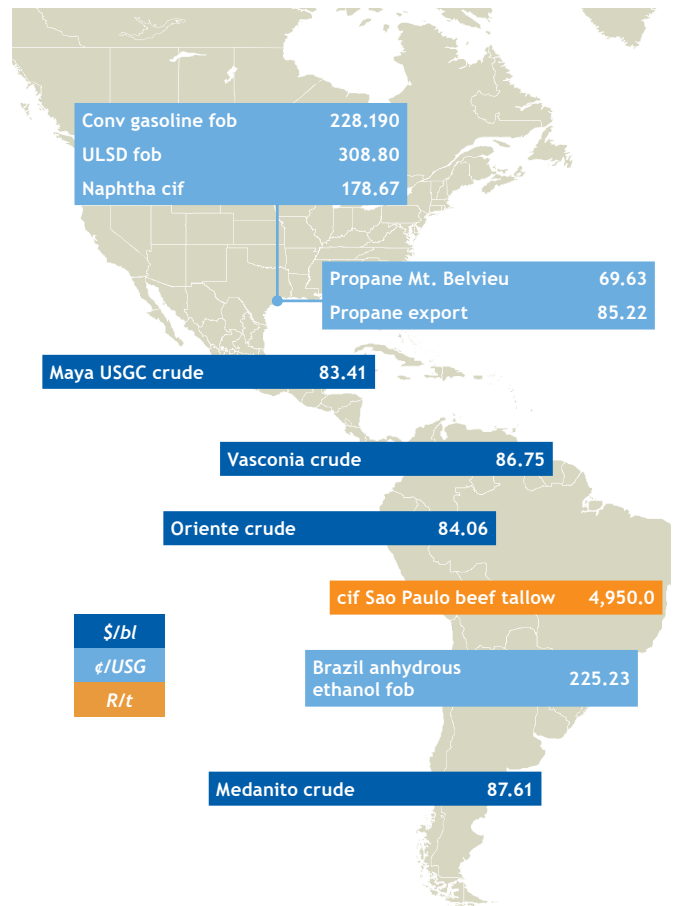 Conv gasoline fob 228.190
ULSD fob 308.80
Naphtha cif 178.67
Propane Mt. Belvieu 69.63
Propane export 85.22
Maya USGC crude 83.41
Vasconia crude 86.75
Oriente crude 84.06
cif Sao Paulo beef tallow 4,950.0
$/bl
¢/USG
R/t
Brazil anhydrous
ethanol fob 225.23
Medanito crude 87.61